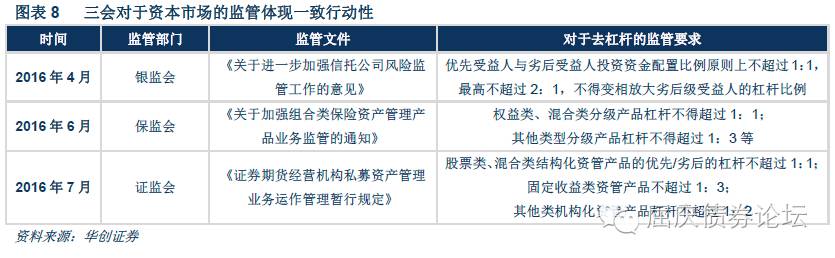 图表 8 三会对于资本市场的监管体现一致行动性
时间 监管部门 监管文件 对于去杠杆的监管要求
2016 年 4 月 银监会 《关于进一步加强信托公司风险监
管工作的意见》
优先受益人与劣后受益人投资资金配置比例原则上不超过 1:1,
最高不超过 2:1,不得变相放大劣后级受益人的杠杆比例
2016 年 6 月 保监会 《关于加强组合类保险资产管理产
品业务监管的通知》
权益类、混合类分级产品杠杆不得超过 1:1;
其他类型分级产品杠杆不得超过 1:3 等
2016 年 7 月 证监会 《证券期货经营机构私募资产管理
业务运作管理暂行规定》
股票类、混合类结构化资管产品的优先/劣后的杠杆不超过 1:1;
固定收益类资管产品不超过 1:3;
其他类机构化资管产品杠杆不超过 1:2
屈庆债券论坛
资料来源:华创证券